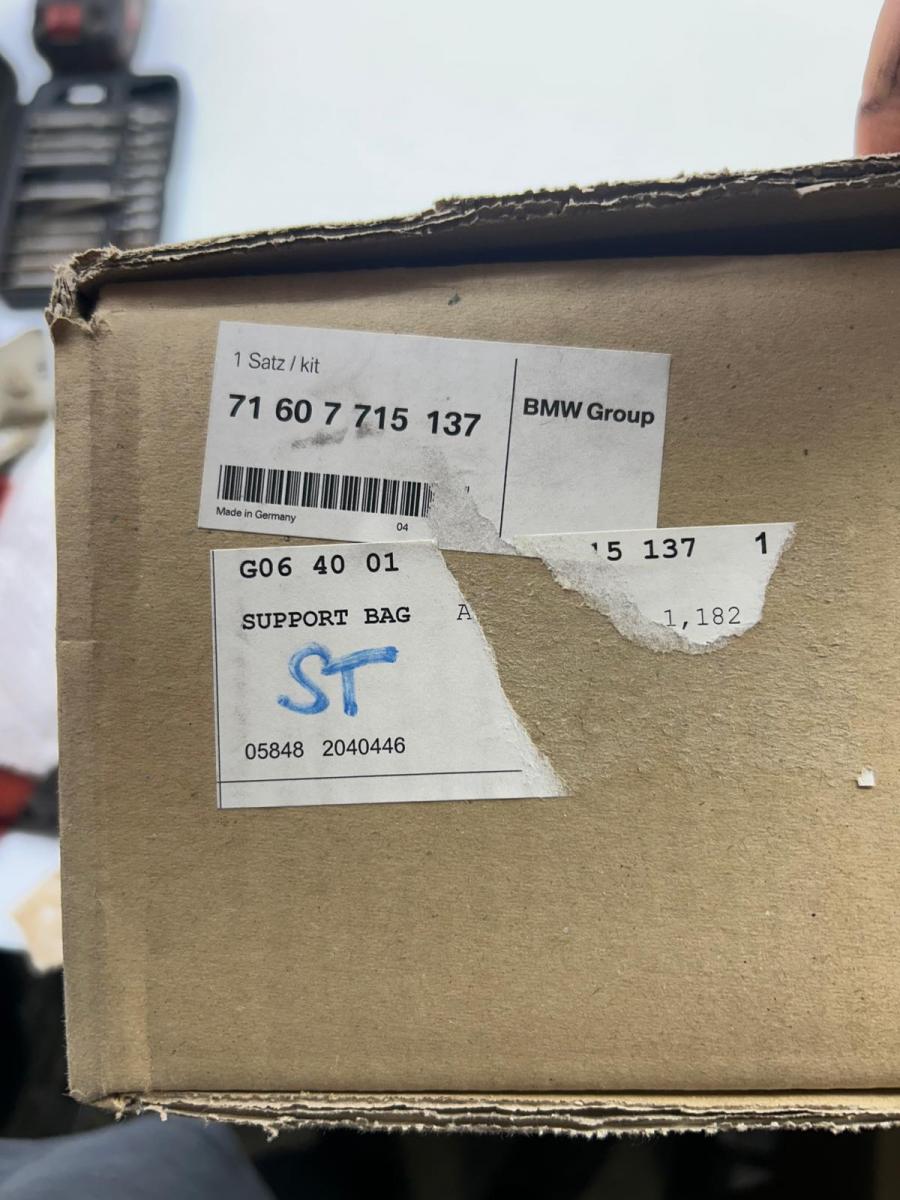 1 Satz / kit
71 60 7 715 137
BMW Group
Made in Germany
04
15 137 1
1,182
G06 40 01
SUPPORT BAG A
ST
05848 2040446